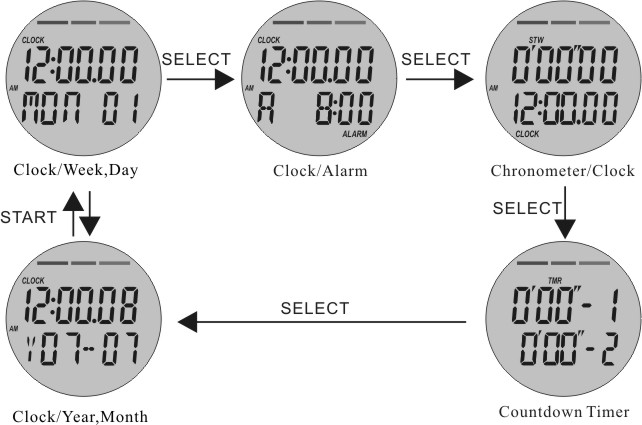 CLOCK
12:00.00
AM
MON 01
Clock/Week,Day
SELECT
CLOCK
12:00.00
AM
A 8:00
ALARM
Clock/Alarm
SELECT
STW
0'00"00
AM
12:00.00
CLOCK
Chronometer/Clock
SELECT
START
CLOCK
12:00.08
AM
Y07--07
Clock/Year,Month
SELECT
TMR
0'00"-1
0'00"-2
Countdown Timer